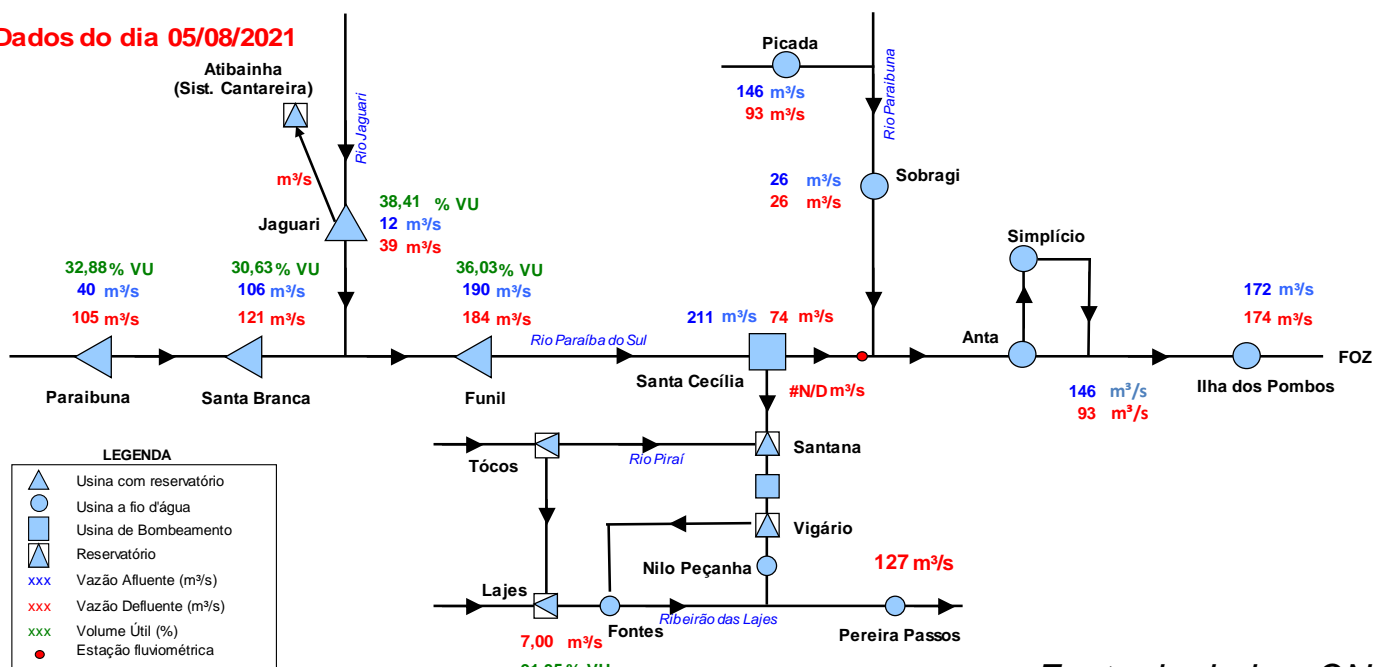 Dados do dia 05/08/2021
Atibainha
(Sist. Cantareira)
Rio Jaguari
m³/s
Jaguari
38,41 % VU
12 m³/s
39 m³/s
Picada
146 m³/s
93 m³/s
Rio Paraibuna
26 m³/s
26 m³/s
Sobragi
32,88 % VU
40 m³/s
105 m³/s
Paraibuna
30,63 % VU
106 m³/s
121 m³/s
Santa Branca
36,03 % VU
190 m³/s
184 m³/s
Funil
Rio Paraíba do Sul
211 m³/s 74 m³/s
Santa Cecília
#N/D m³/s
Simplício
Anta
146 m³/s
93 m³/s
172 m³/s
174 m³/s
Ilha dos Pombos
FOZ
Tócos
Rio Piraí
Santana
Vigário
Nilo Peçanha
127 m³/s
Lajes
Fontes
Ribeirão das Lajes
Pereira Passos
7,00 m³/s
LEGENDA
Usina com reservatório
Usina a fio d'água
Usina de Bombeamento
Reservatório
xxx Vazão Afluente (m³/s)
xxx Vazão Defluente (m³/s)
xxx Volume Útil (%)
Estação fluviométrica